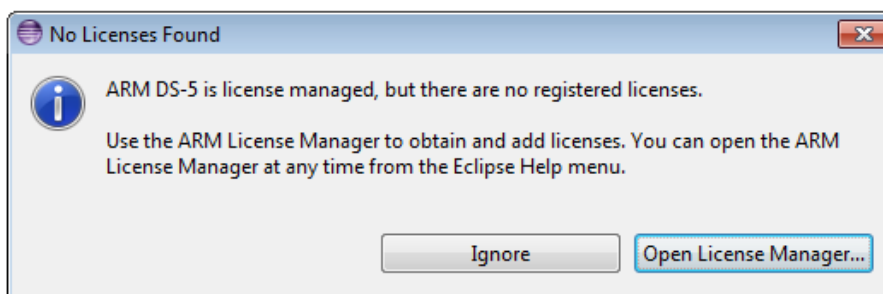 No Licenses Found
ARM DS-5 is license managed, but there are no registered licenses.
Use the ARM License Manager to obtain and add licenses. You can open the ARM
License Manager at any time from the Eclipse Help menu.
Ignore
Open License Manager...